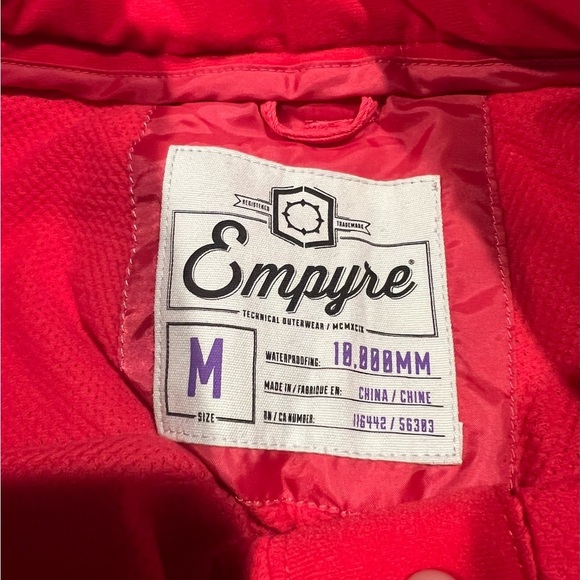 REGISTERED TRADEMARK
Empyre®
TECHNICAL OUTERWEAR / MCMXCIX
M
SIZE
WATERPROOFING: 10,000MM
MADE IN / FABRIQUE EN: CHINA / CHINE
RN / CA NUMBER: 116442 / 56303